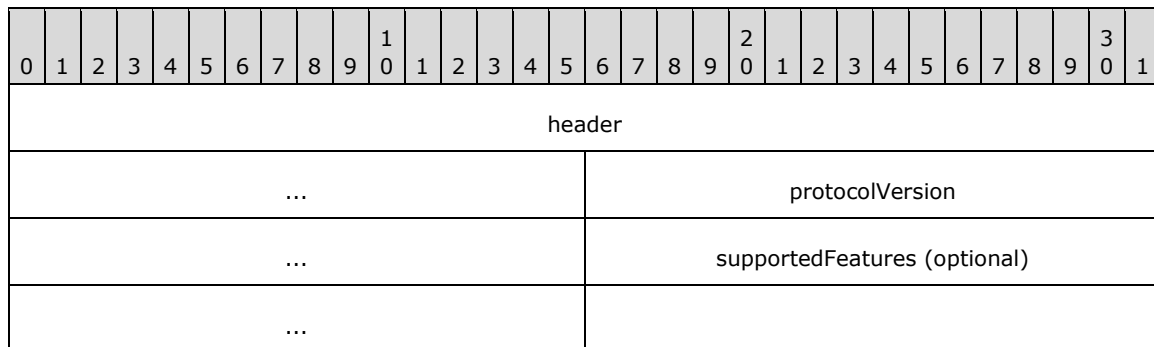 1 2 3
0 1 2 3 4 5 6 7 8 9 0 1 2 3 4 5 6 7 8 9 0 1 2 3 4 5 6 7 8 9 0 1
header
... protocolVersion
... supportedFeatures (optional)
...